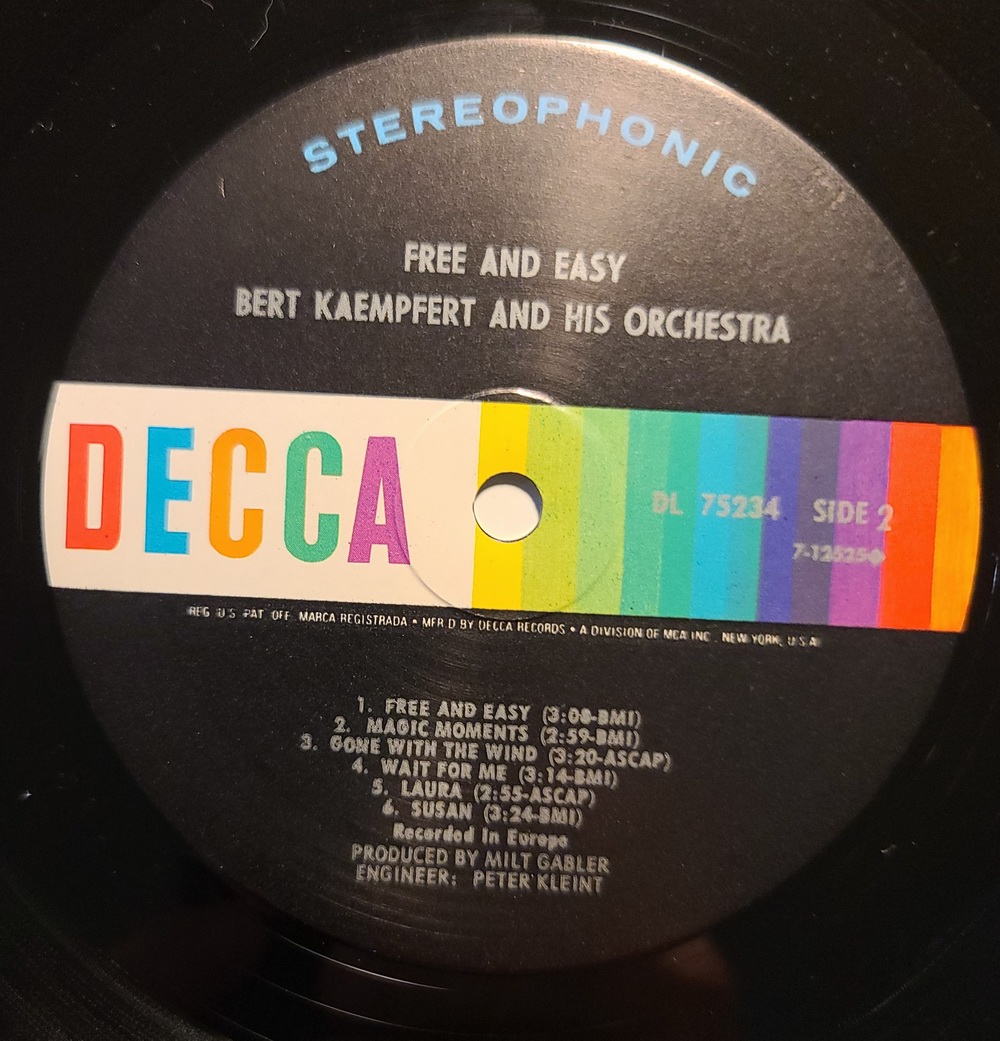 STEREOPHONIC
FREE AND EASY
BERT KAEMPFERT AND HIS ORCHESTRA
DECCA
DL 75234 SIDE 2
7-12525◆
REG. U.S. PAT. OFF. MARCA REGISTRADA • MFR'D BY DECCA RECORDS • A DIVISION OF MCA INC., NEW YORK, U.S.A.
1. FREE AND EASY (3:08-BMI)
2. MAGIC MOMENTS (2:59-BMI)
3. GONE WITH THE WIND (3:20-ASCAP)
4. WAIT FOR ME (3:14-BMI)
5. LAURA (2:55-ASCAP)
6. SUSAN (3:24-BMI)
Recorded In Europe
PRODUCED BY MILT GABLER
ENGINEER: PETER KLEINT